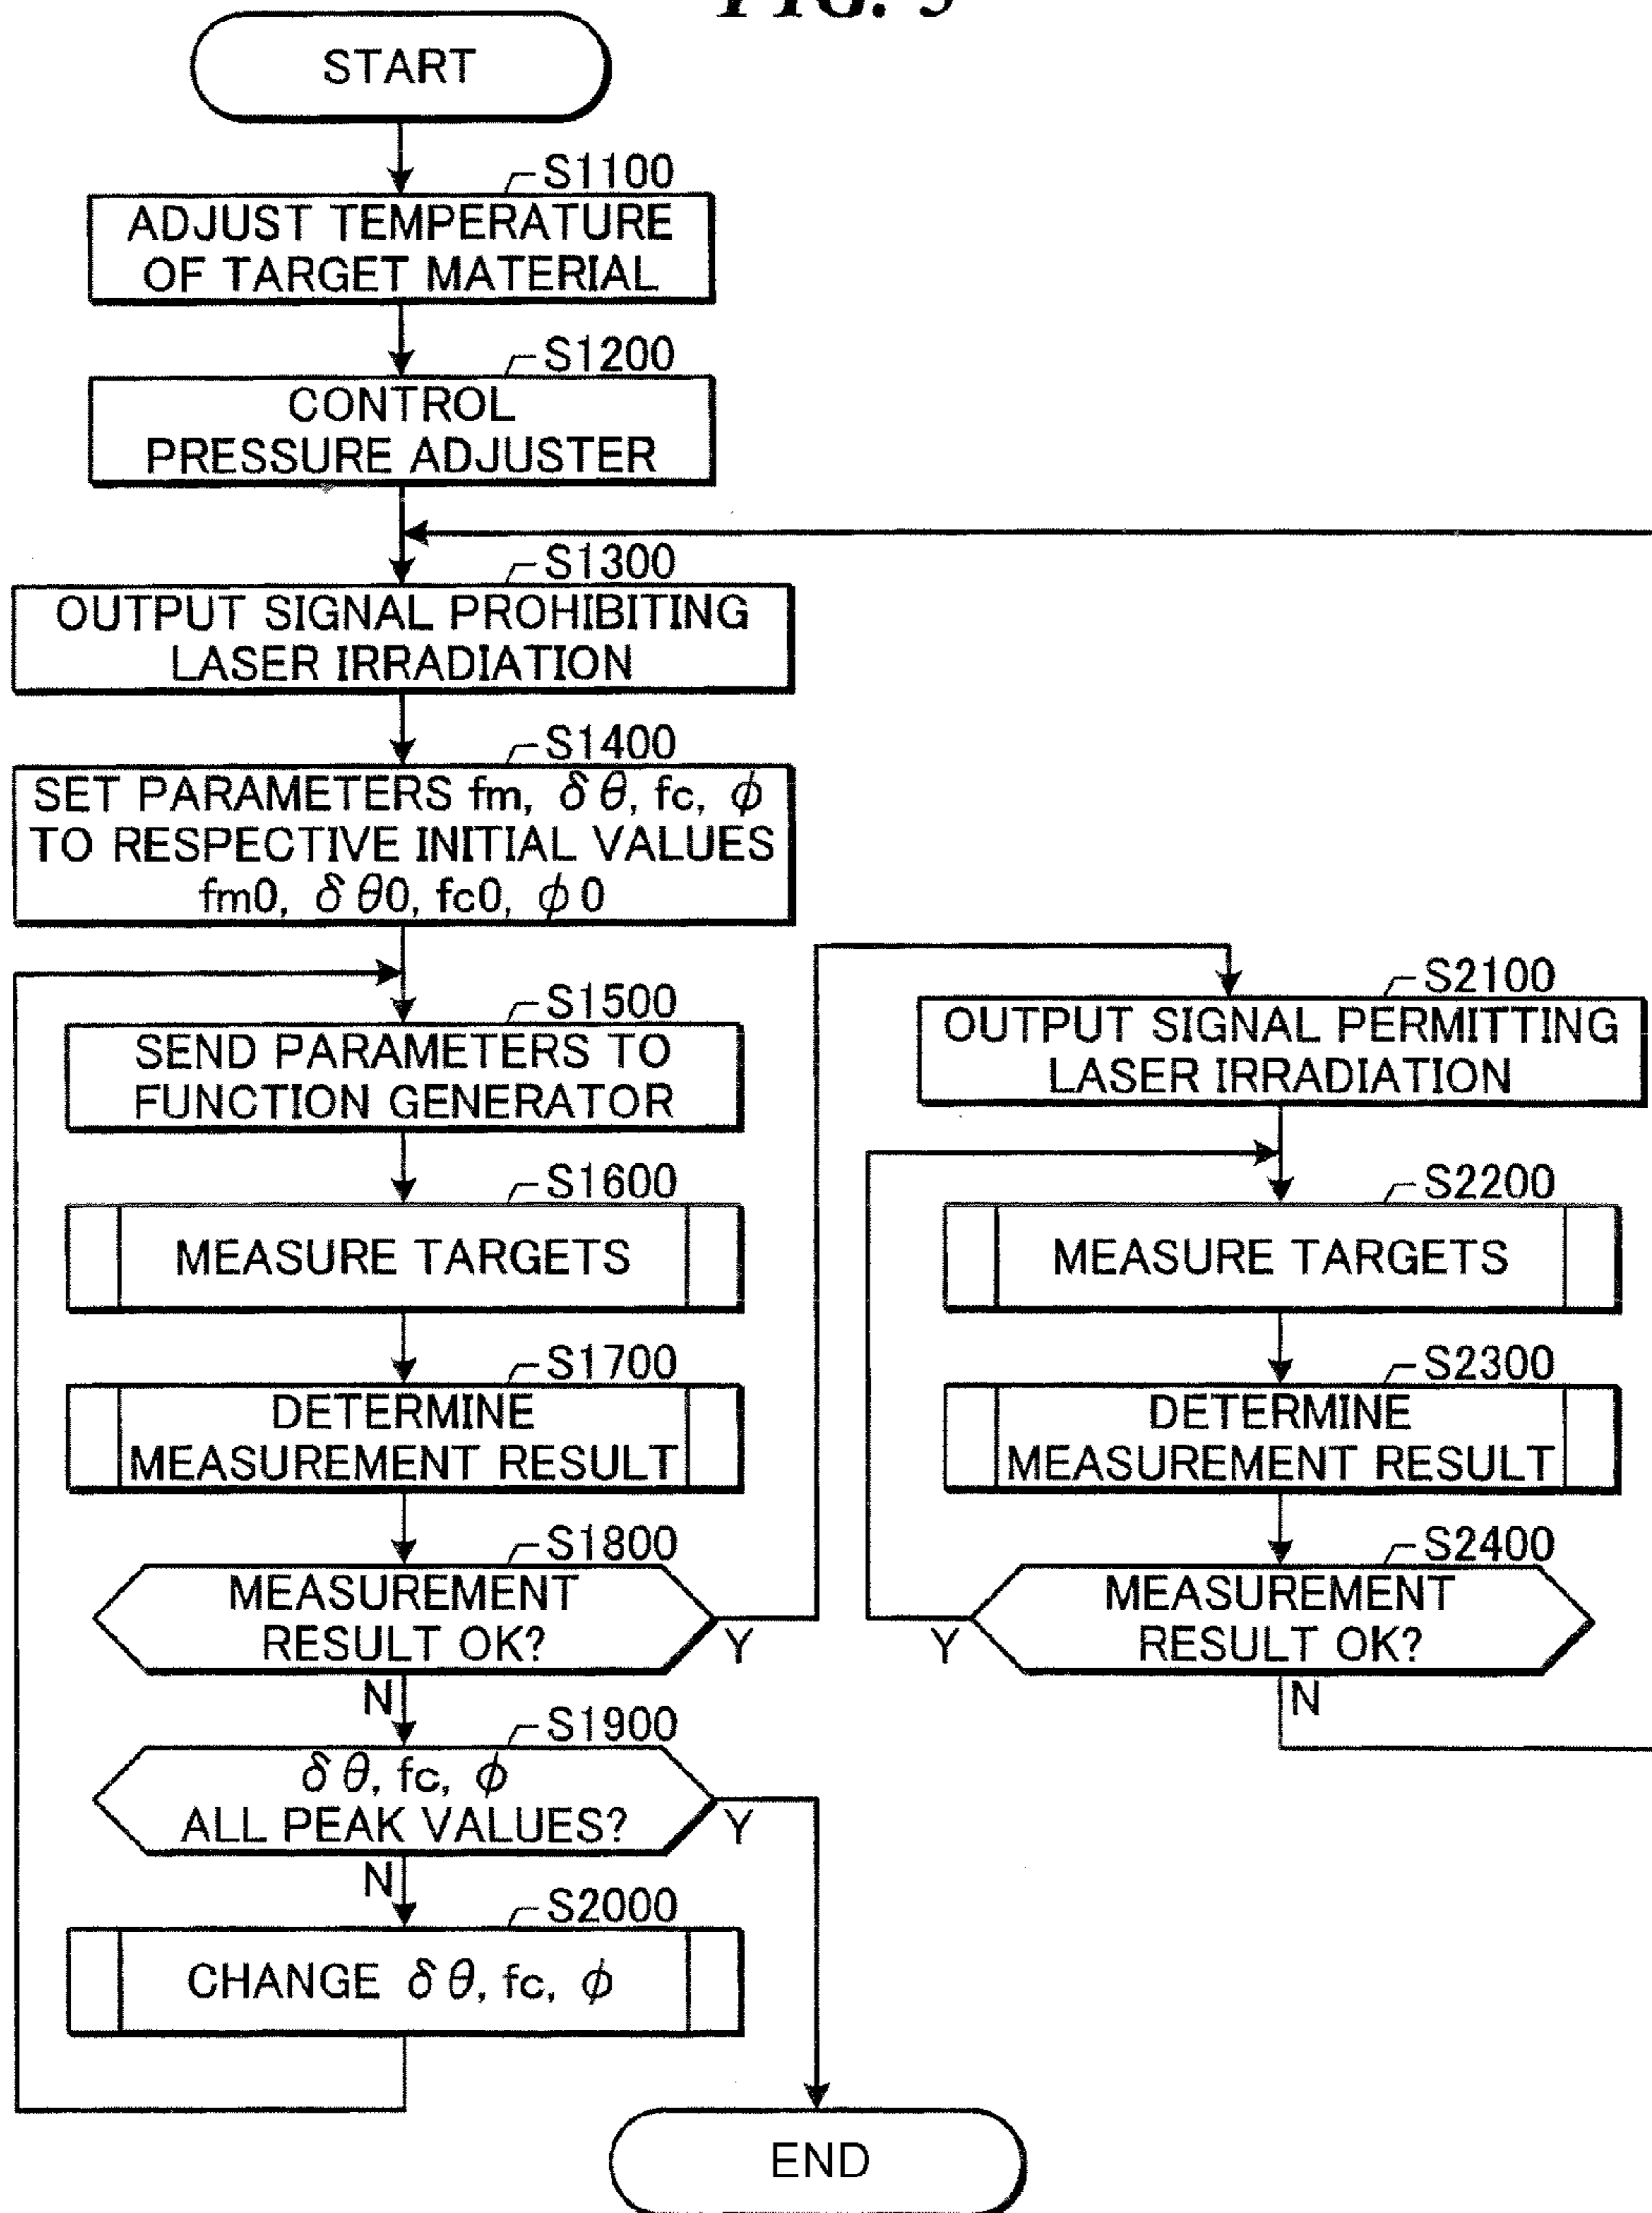 START
S1100
ADJUST TEMPERATURE
OF TARGET MATERIAL
S1200
CONTROL
PRESSURE ADJUSTER
S1300
OUTPUT SIGNAL PROHIBITING
LASER IRRADIATION
S1400
SET PARAMETERS fm, δθ, fc, φ
TO RESPECTIVE INITIAL VALUES
fm0, δθ0, fc0, φ0
S1500
SEND PARAMETERS TO
FUNCTION GENERATOR
S1600
MEASURE TARGETS
S1700
DETERMINE
MEASUREMENT RESULT
S1800
MEASUREMENT
RESULT OK?
Y
N
S1900
δθ, fc, φ
ALL PEAK VALUES?
Y
N
S2000
CHANGE δθ, fc, φ
S2100
OUTPUT SIGNAL PERMITTING
LASER IRRADIATION
S2200
MEASURE TARGETS
S2300
DETERMINE
MEASUREMENT RESULT
S2400
MEASUREMENT
RESULT OK?
Y
N
END